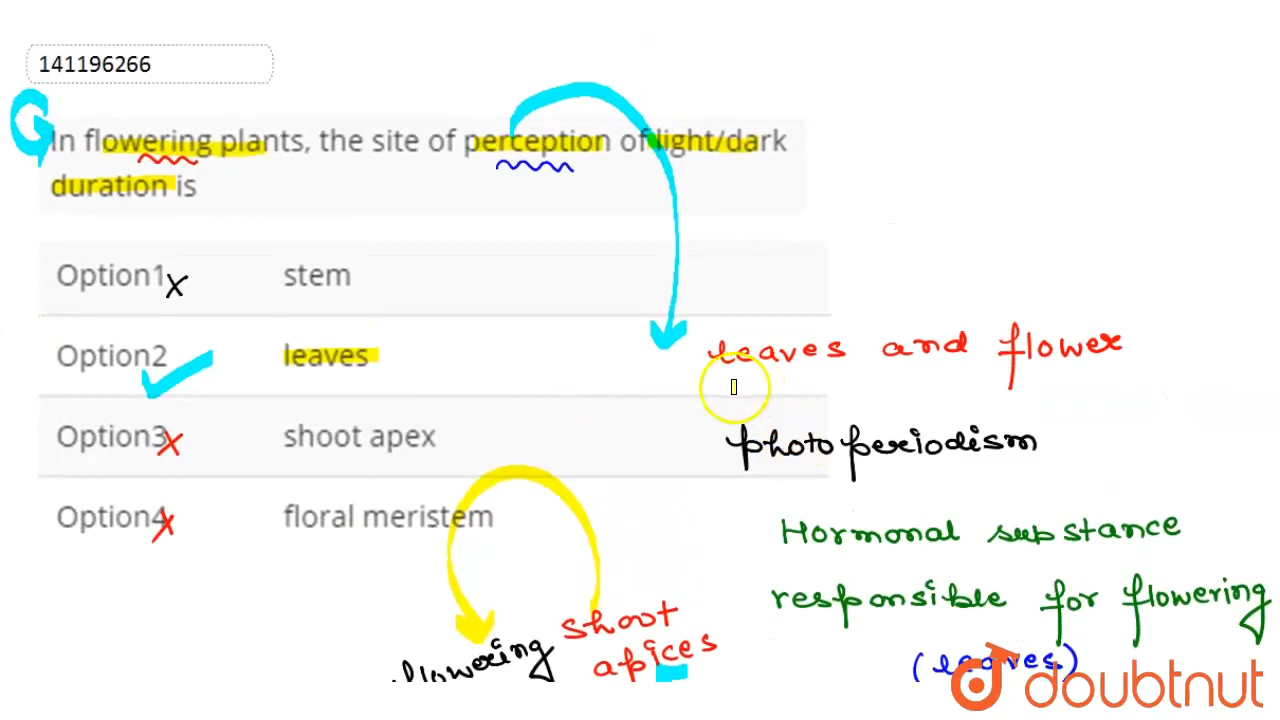 141196266
In flowering plants, the site of perception of light/dark
duration is
Option1 x stem
Option2 leaves
Option3 x shoot apex
Option4 x floral meristem
leaves and flower
photoperiodism
Hormonal substance
responsible for flowering
(leaves)
shoot
apices
flowering
doubtnut